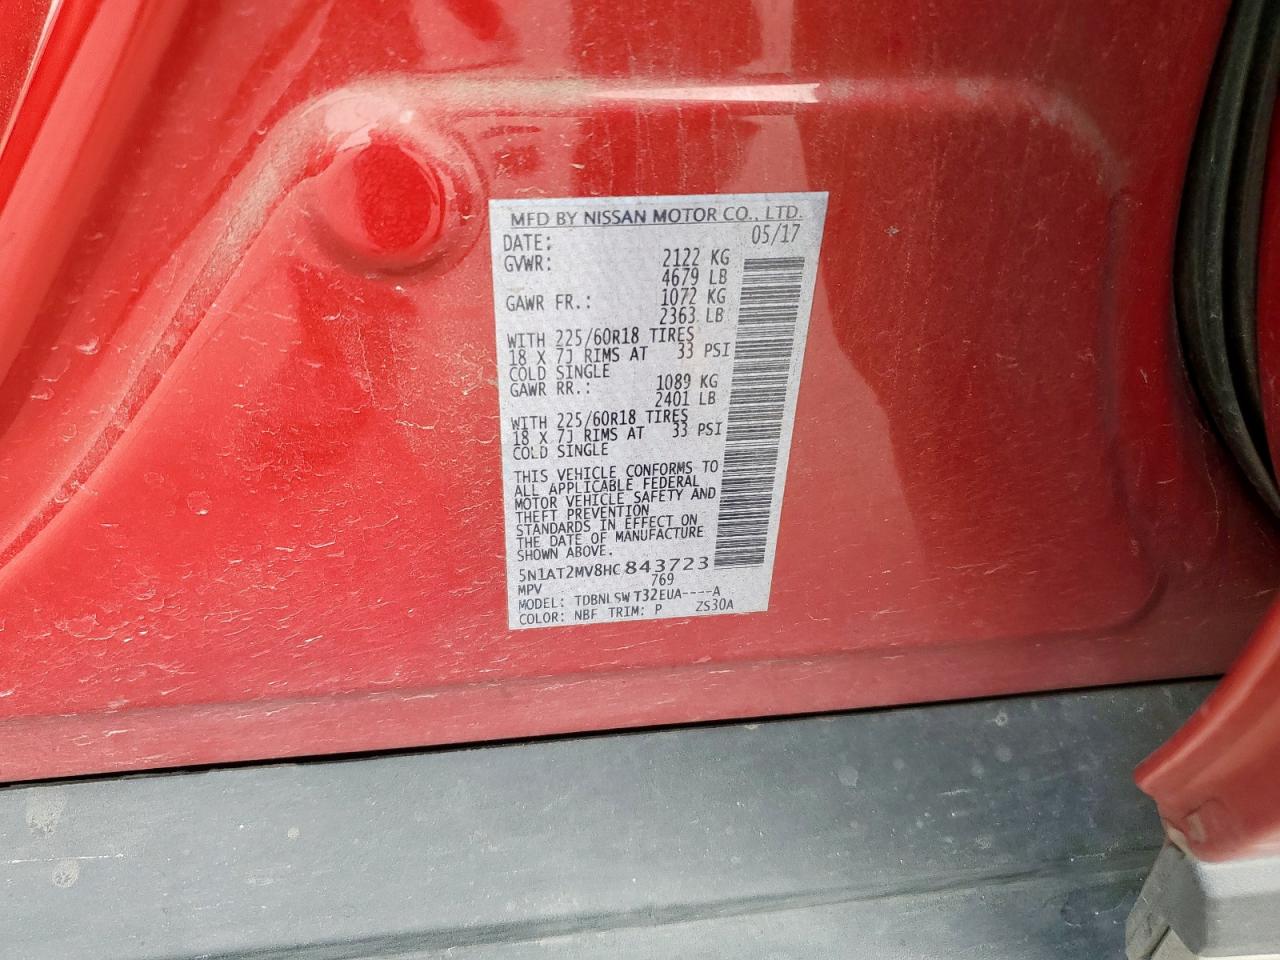 MFD BY NISSAN MOTOR CO., LTD.
DATE: 05/17
GVWR: 2122 KG
4679 LB
GAWR FR.: 1072 KG
2363 LB
WITH 225/60R18 TIRES
18 X 7J RIMS AT 33 PSI
COLD SINGLE
GAWR RR.: 1089 KG
2401 LB
WITH 225/60R18 TIRES
18 X 7J RIMS AT 33 PSI
COLD SINGLE
THIS VEHICLE CONFORMS TO
ALL APPLICABLE FEDERAL
MOTOR VEHICLE SAFETY AND
THEFT PREVENTION
STANDARDS IN EFFECT ON
THE DATE OF MANUFACTURE
SHOWN ABOVE.
5N1AT2MV8HC843723
MPV 769
MODEL: TDBNLSW T32EUA----A
COLOR: NBF TRIM: P ZS30A